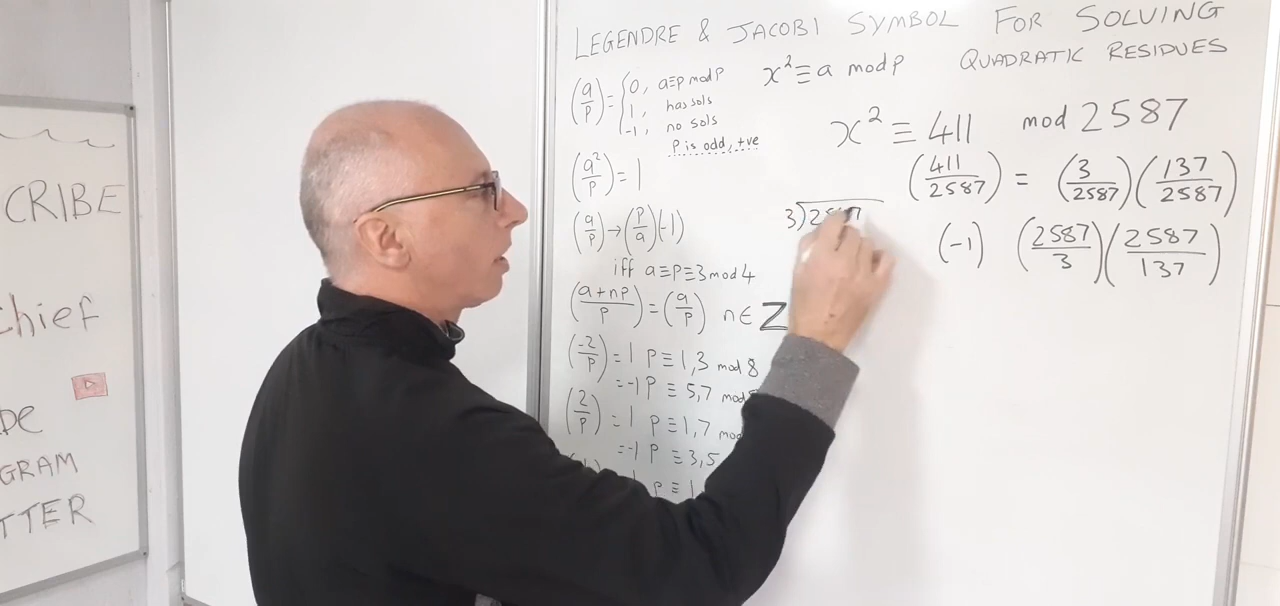 LEGENDRE & JACOBI SYMBOL FOR SOLVING
QUADRATIC RESIDUES
x² ≡ a mod p
(a/p) = { 0, a≡p mod p
1, has sols
-1, no sols
P is odd, +ve
(a²/p) = 1
(a/p) → (p/a)(-1)
iff a ≡ p ≡ 3 mod 4
(a+np/p) = (a/p) n ∈ Z
(-2/p) = 1 P ≡ 1,3 mod 8
= -1 P ≡ 5,7 mod
(2/p) = 1 P ≡ 1,7 mod
= -1 P ≡ 3,5
P ≡ 1
x² ≡ 411 mod 2587
(411/2587) = (3/2587)(137/2587)
(-1) (2587/3)(2587/137)
3)2587
CRIBE
Chief
GRAM
TTER